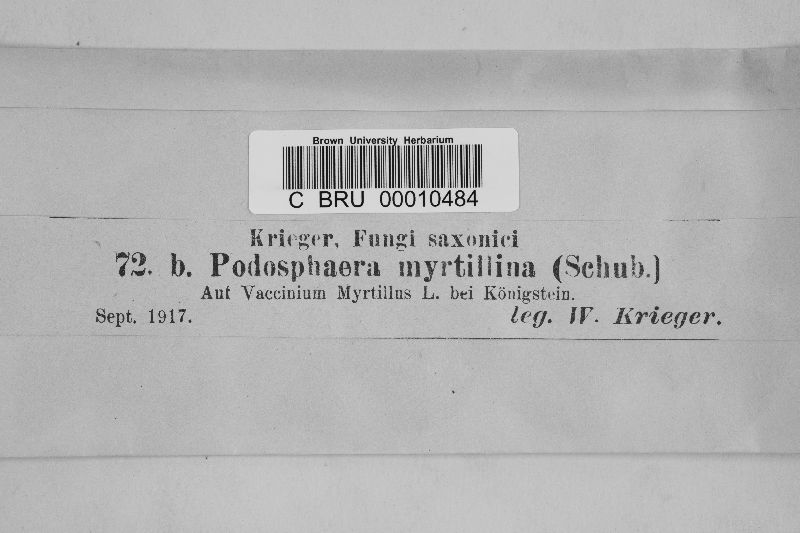 Brown University Herbarium
C BRU 00010484
Krieger, Fungi saxonici
72. b. Podosphaera myrtillina (Schub.)
Auf Vaccinium Myrtillus L. bei Königstein.
Sept. 1917. leg. W. Krieger.